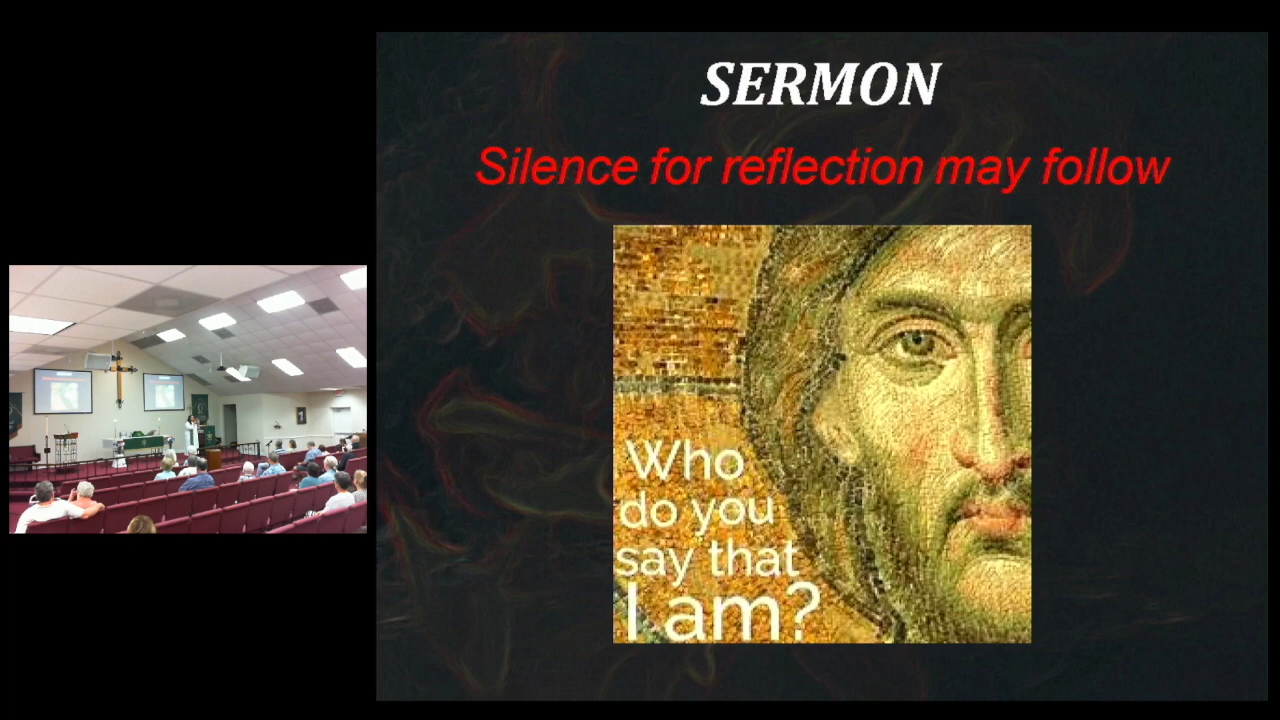 SERMON
Silence for reflection may follow
Who
do you
say that
I am?